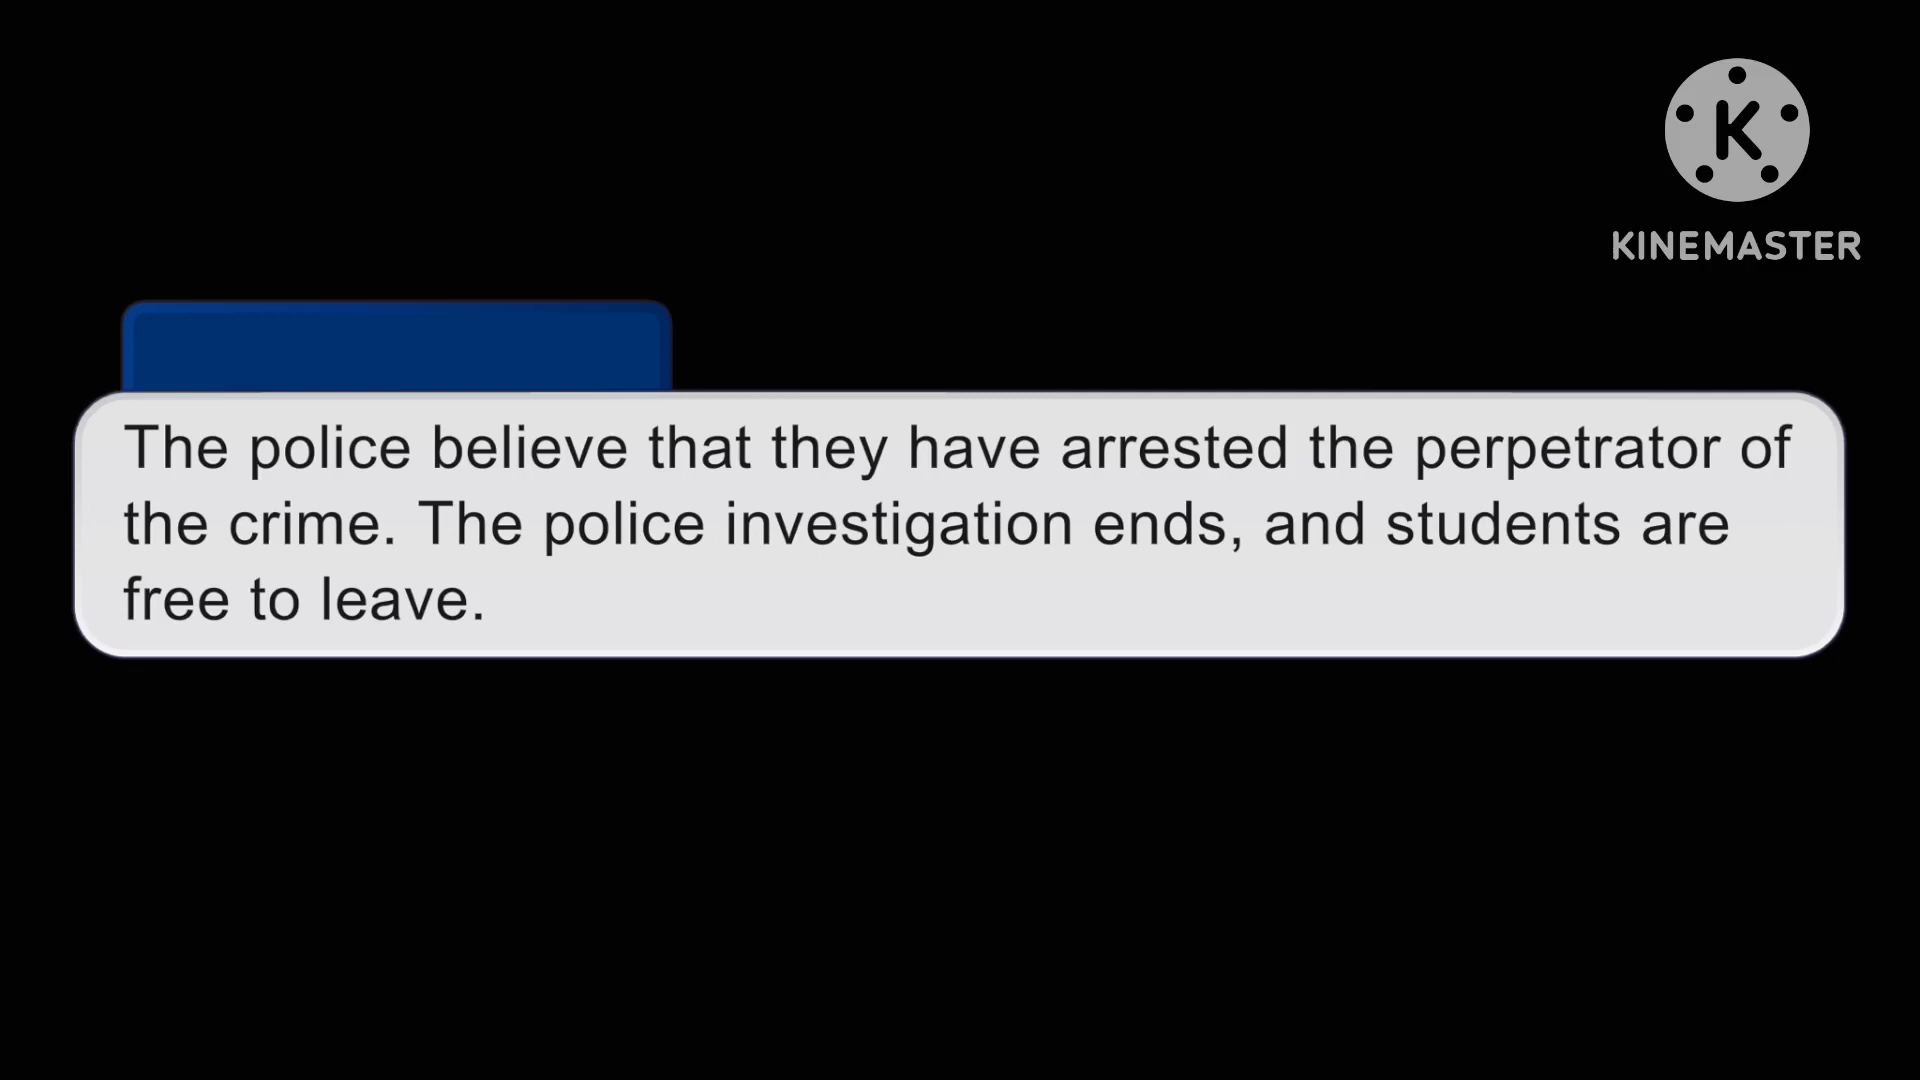 K
KINEMASTER
The police believe that they have arrested the perpetrator of
the crime. The police investigation ends, and students are
free to leave.